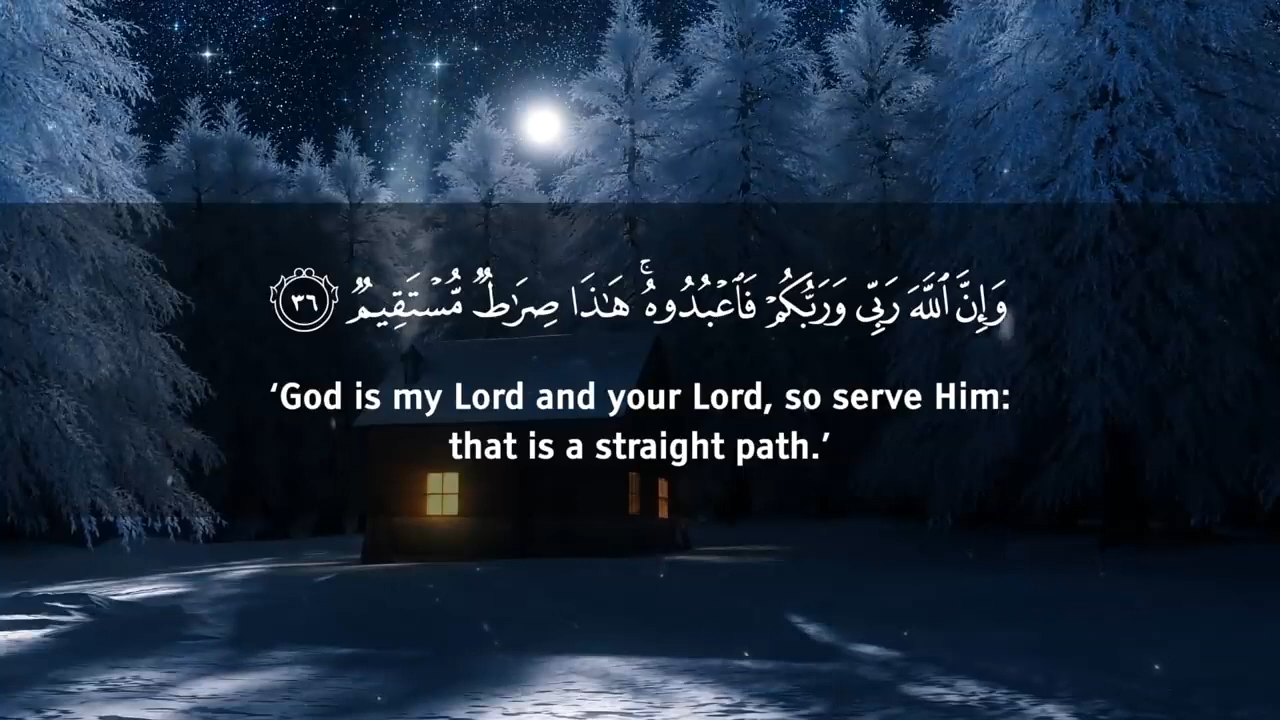 وَإِنَّ ٱللَّهَ رَبِّى وَرَبُّكُمْ فَٱعْبُدُوهُ ۚ هَـٰذَا صِرَٰطٌ مُّسْتَقِيمٌ ٣٦
‘God is my Lord and your Lord, so serve Him:
that is a straight path.’